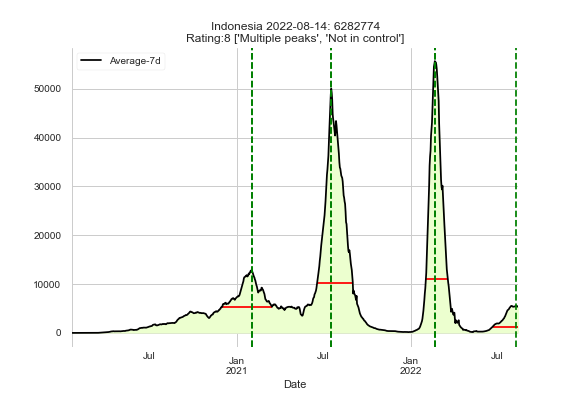 Indonesia 2022-08-14: 6282774
Rating:8 ['Multiple peaks', 'Not in control']
Average-7d
50000
40000
30000
20000
10000
0
Jul
Jan
2021
Jul
Jan
2022
Jul
Date